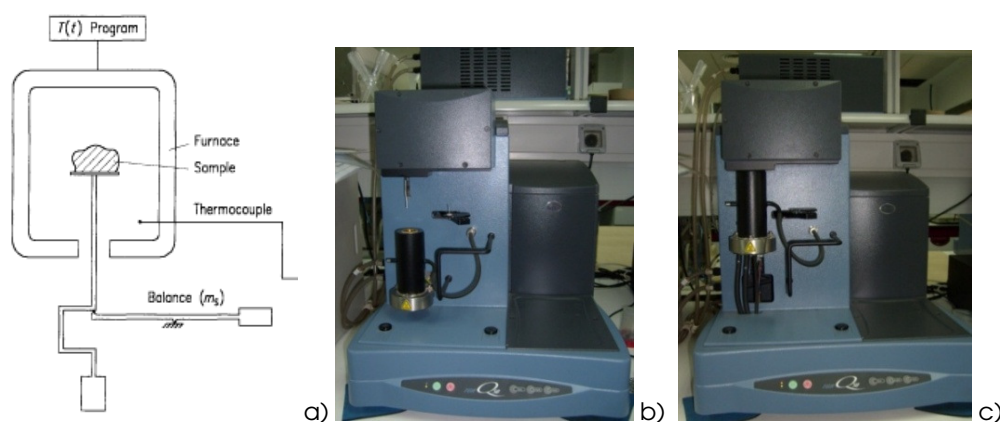 T(t) Program
Furnace
Sample
Thermocouple
Balance (mₛ)
a)
b)
c)